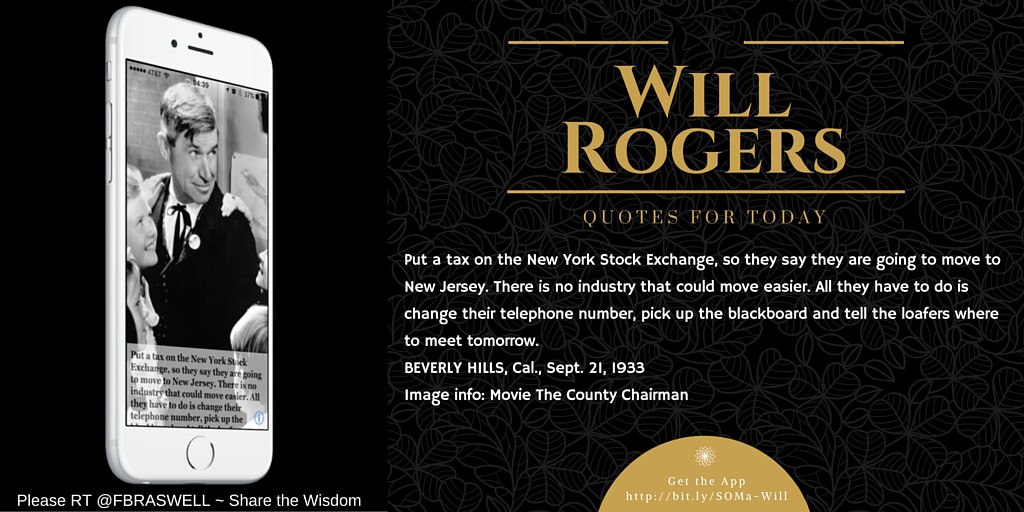 ●●●●● AT&T
04:39
37%
Put a tax on the New York Stock
Exchange, so they say they are going
to move to New Jersey. There is no
industry that could move easier. All
they have to do is change their
telephone number, pick up the
Please RT @FBRASWELL ~ Share the Wisdom
WILL
ROGERS
QUOTES FOR TODAY
Put a tax on the New York Stock Exchange, so they say they are going to move to
New Jersey. There is no industry that could move easier. All they have to do is
change their telephone number, pick up the blackboard and tell the loafers where
to meet tomorrow.
BEVERLY HILLS, Cal., Sept. 21, 1933
Image info: Movie The County Chairman
Get the App
http://bit.ly/SOMa-Will